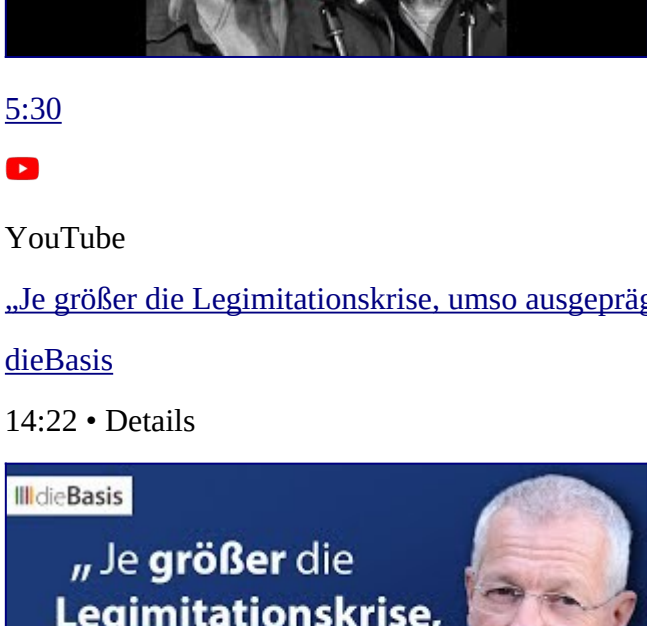 5:30
YouTube
„Je größer die Legimitationskrise, umso ausgepräg
dieBasis
14:22 • Details
dieBasis
„Je größer die
Legimitationskrise,